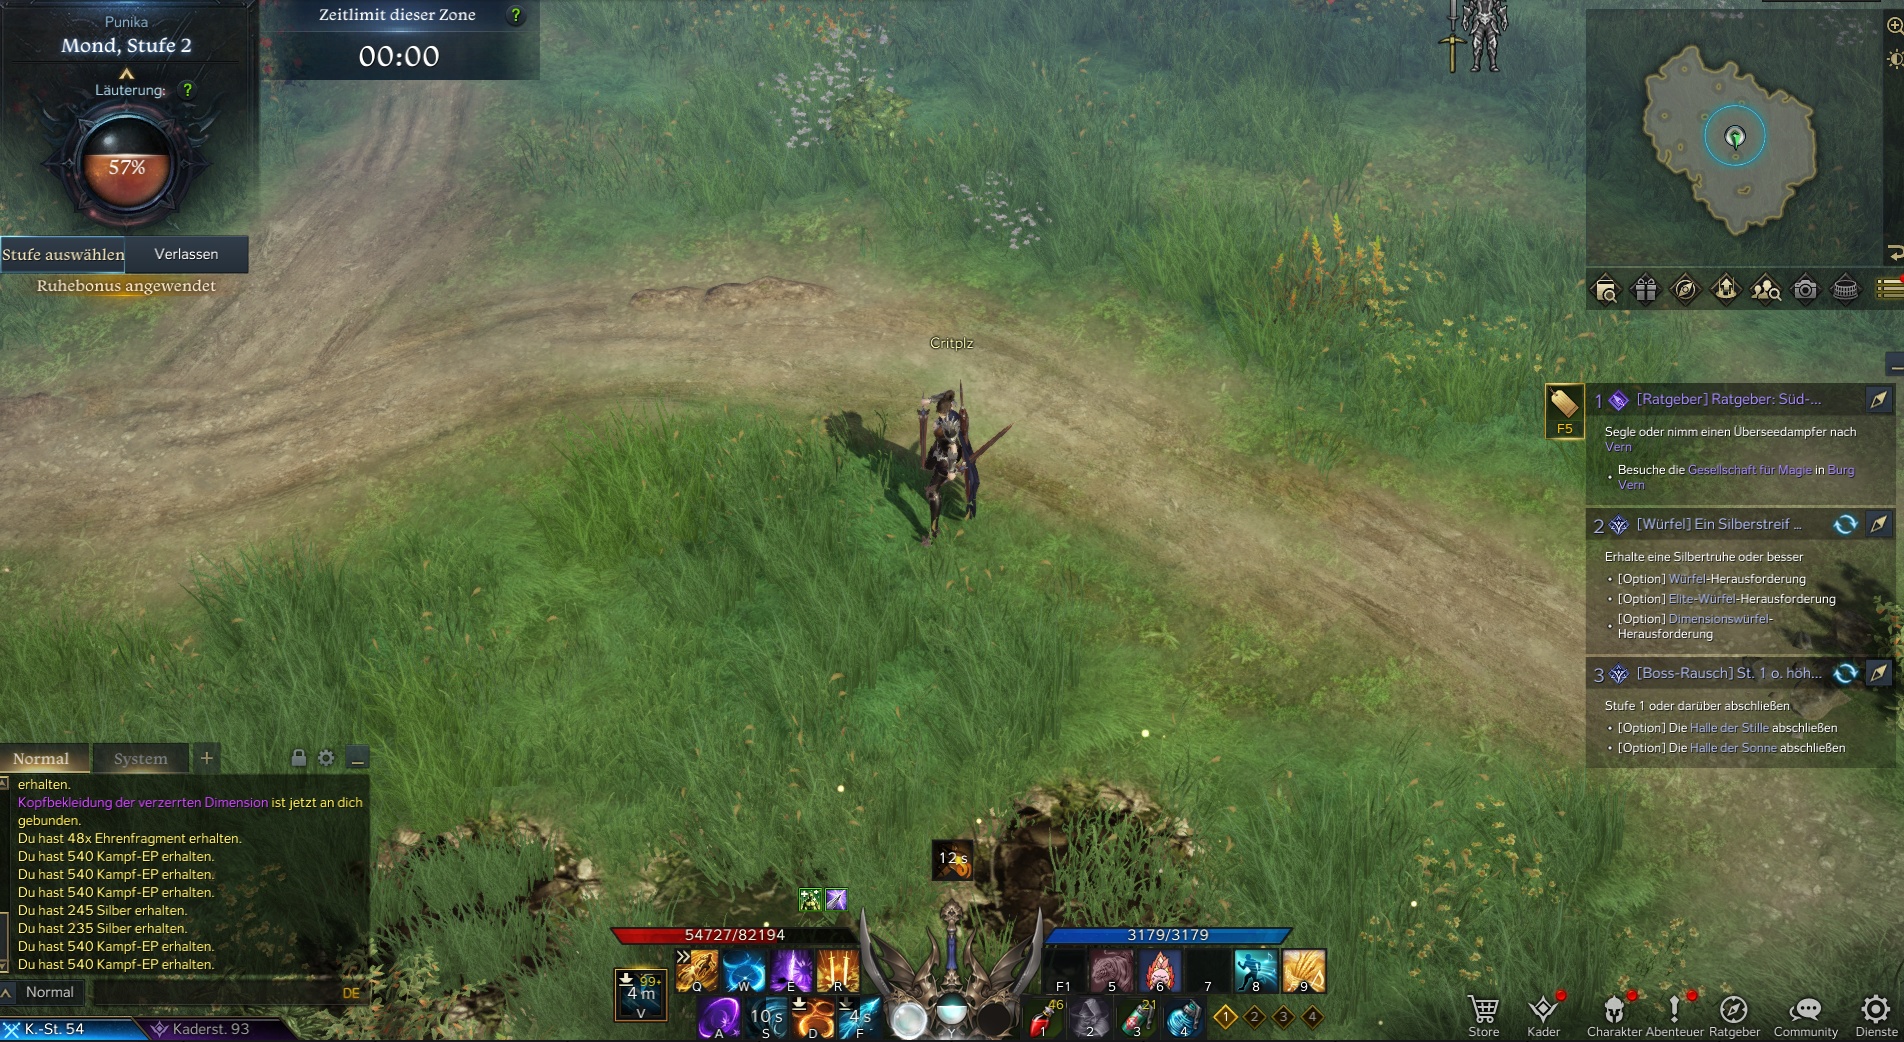 Punika
Mond, Stufe 2
Läuterung: ?
57%
Stufe auswählen
Verlassen
Ruhebonus angewendet
Zeitlimit dieser Zone ?
00:00
Critplz
F5
1 [Ratgeber] Ratgeber: Süd-...
Segle oder nimm einen Überseedampfer nach
Vern
• Besuche die Gesellschaft für Magie in Burg
Vern
2 [Würfel] Ein Silberstreif ...
Erhalte eine Silbertruhe oder besser
• [Option] Würfel-Herausforderung
• [Option] Elite-Würfel-Herausforderung
• [Option] Dimensionswürfel-
Herausforderung
3 [Boss-Rausch] St. 1 o. höh...
Stufe 1 oder darüber abschließen
• [Option] Die Halle der Stille abschließen
• [Option] Die Halle der Sonne abschließen
Normal
System
+
erhalten.
Kopfbekleidung der verzerrten Dimension ist jetzt an dich
gebunden.
Du hast 48x Ehrenfragment erhalten.
Du hast 540 Kampf-EP erhalten.
Du hast 540 Kampf-EP erhalten.
Du hast 540 Kampf-EP erhalten.
Du hast 245 Silber erhalten.
Du hast 235 Silber erhalten.
Du hast 540 Kampf-EP erhalten.
Du hast 540 Kampf-EP erhalten.
Normal
DE
K.-St. 54
Kaderst. 93
12 s
54727/82194
3179/3179
99+
4 m
V
Q W E R
A
10 s
S
D
4 s
F
Y
F1 5 6 7 8 9
46
1
2
21
3
4
1 2 3 4
Store
Kader
Charakter
Abenteuer
Ratgeber
Community
Dienste